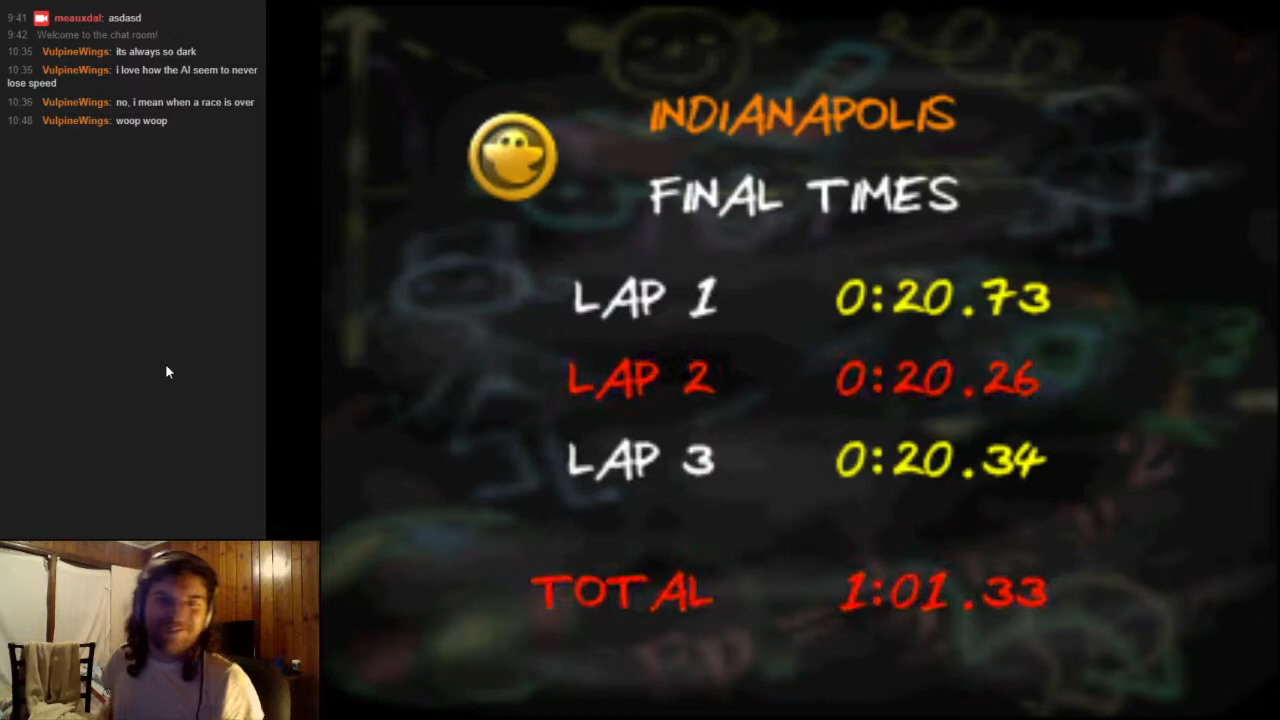 9:41 meauxdal: asdasd
9:42 Welcome to the chat room!
10:35 VulpineWings: its always so dark
10:35 VulpineWings: i love how the AI seem to never
lose speed
10:36 VulpineWings: no, i mean when a race is over
10:48 VulpineWings: woop woop
INDIANAPOLIS
FINAL TIMES
LAP 1 0:20.73
LAP 2 0:20.26
LAP 3 0:20.34
TOTAL 1:01.33